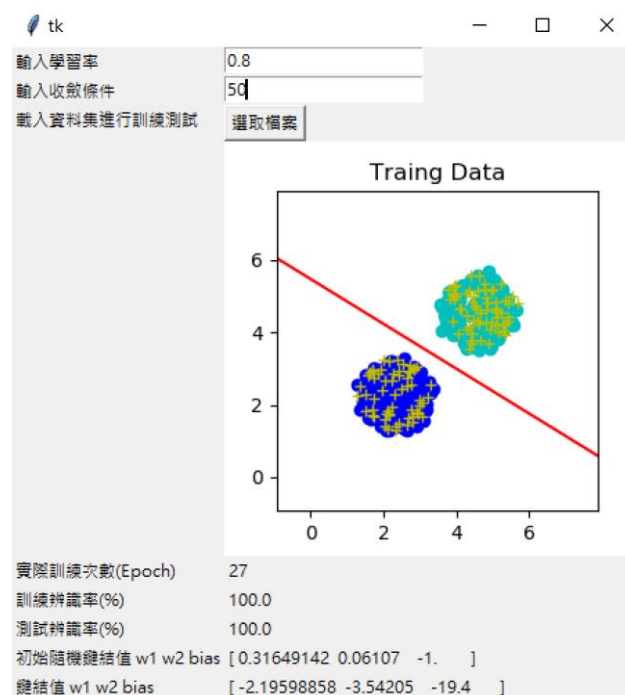 tk
輸入學習率 0.8
輸入收斂條件 50
載入資料集進行訓練測試 選取檔案
Traing Data
6
4
2
0
0 2 4 6
實際訓練次數(Epoch) 27
訓練辨識率(%) 100.0
測試辨識率(%) 100.0
初始隨機鍵結值 w1 w2 bias [ 0.31649142 0.06107 -1. ]
鍵結值 w1 w2 bias [ -2.19598858 -3.54205 -19.4 ]